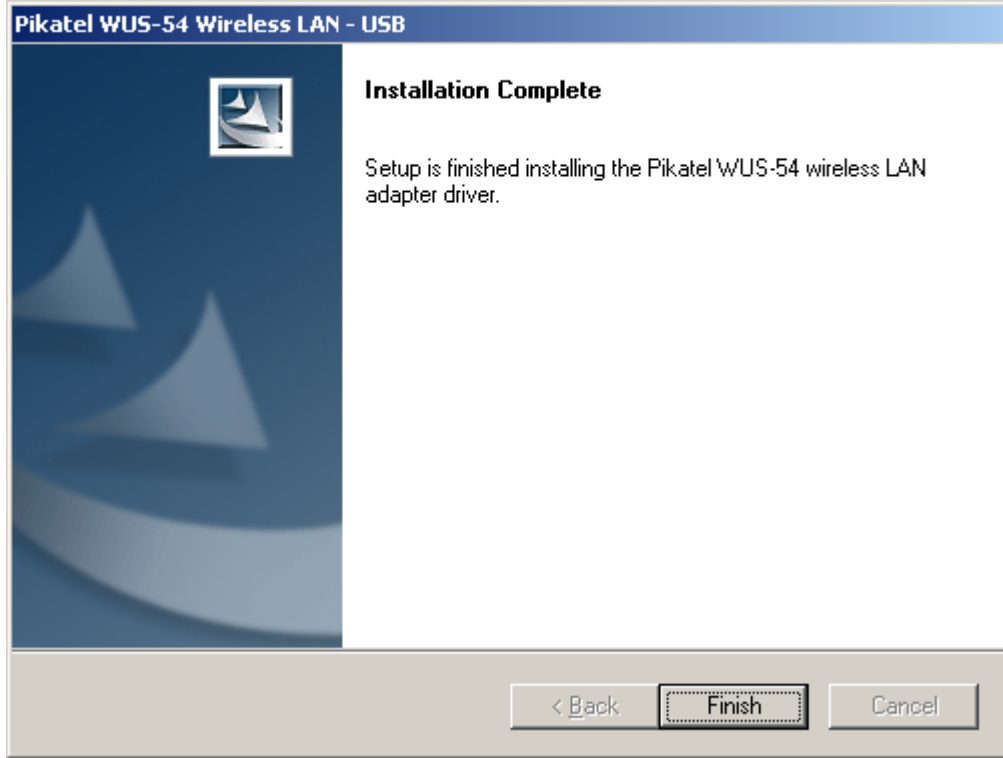 Pikatel WUS-54 Wireless LAN - USB
Installation Complete
Setup is finished installing the Pikatel WUS-54 wireless LAN
adapter driver.
< Back
Finish
Cancel